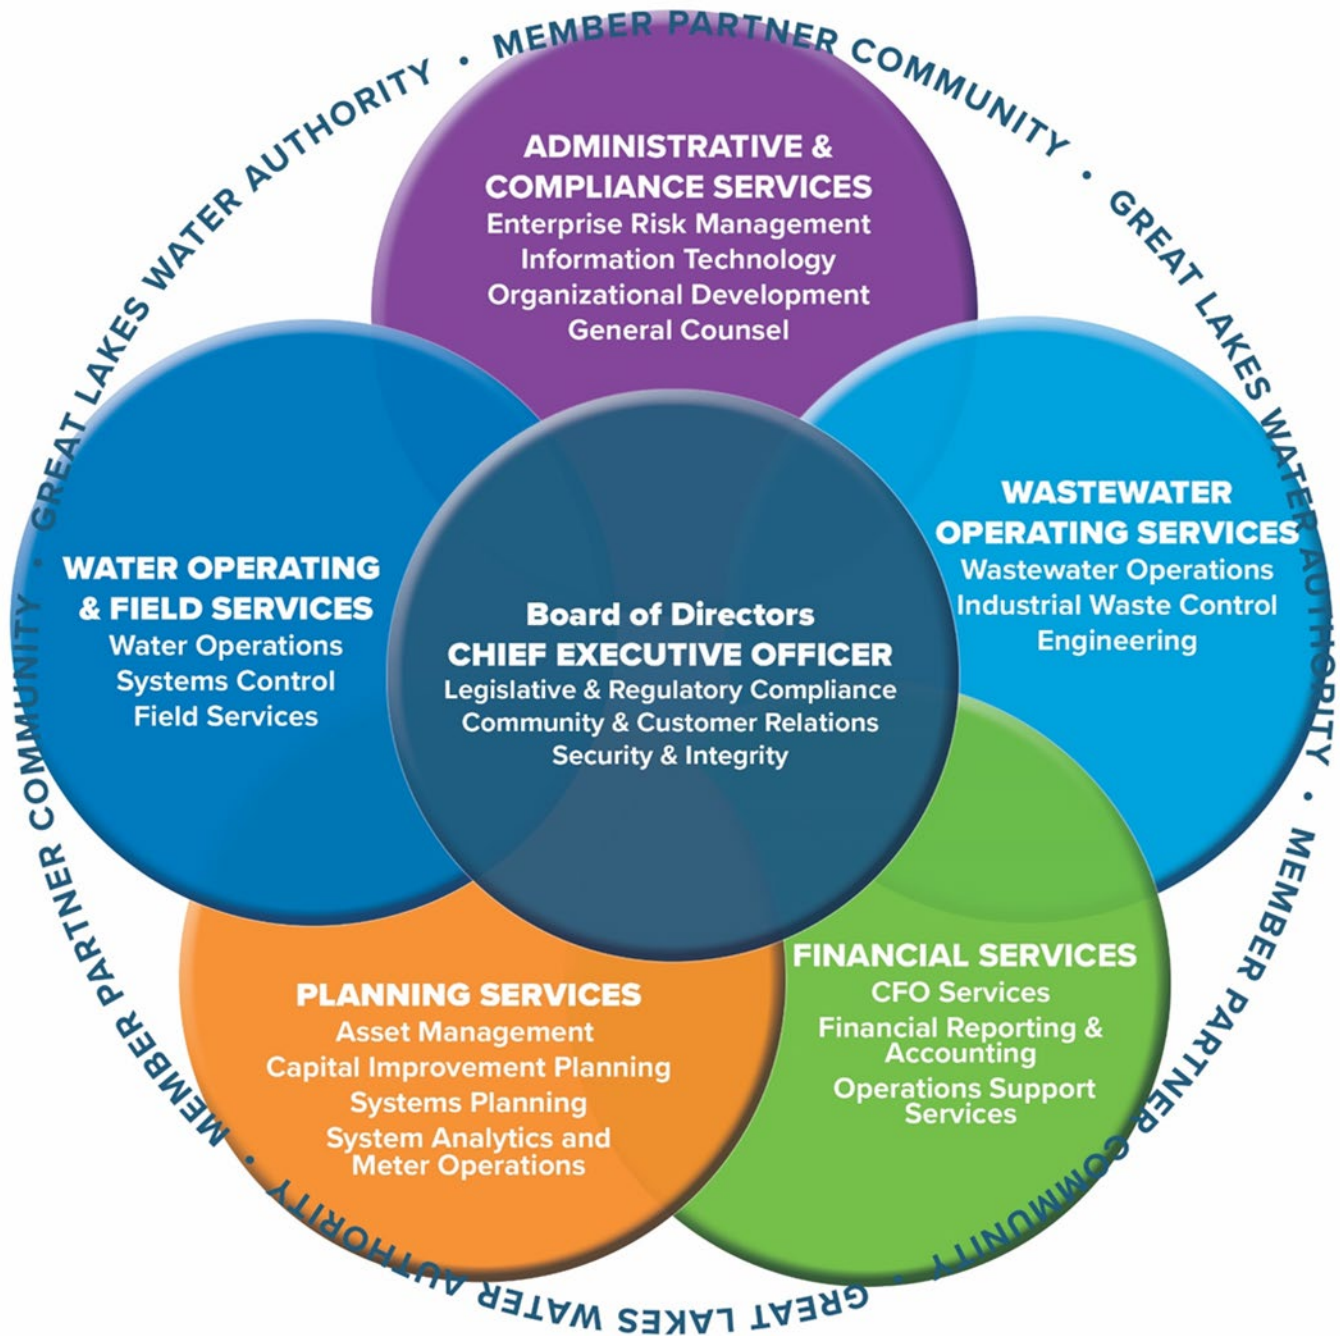 MEMBER PARTNER COMMUNITY • GREAT LAKES WATER AUTHORITY • MEMBER PARTNER COMMUNITY • GREAT LAKES WATER AUTHORITY • MEMBER PARTNER COMMUNITY • GREAT LAKES WATER AUTHORITY •
ADMINISTRATIVE &
COMPLIANCE SERVICES
Enterprise Risk Management
Information Technology
Organizational Development
General Counsel
WATER OPERATING
& FIELD SERVICES
Water Operations
Systems Control
Field Services
Board of Directors
CHIEF EXECUTIVE OFFICER
Legislative & Regulatory Compliance
Community & Customer Relations
Security & Integrity
WASTEWATER
OPERATING SERVICES
Wastewater Operations
Industrial Waste Control
Engineering
PLANNING SERVICES
Asset Management
Capital Improvement Planning
Systems Planning
System Analytics and
Meter Operations
FINANCIAL SERVICES
CFO Services
Financial Reporting &
Accounting
Operations Support
Services